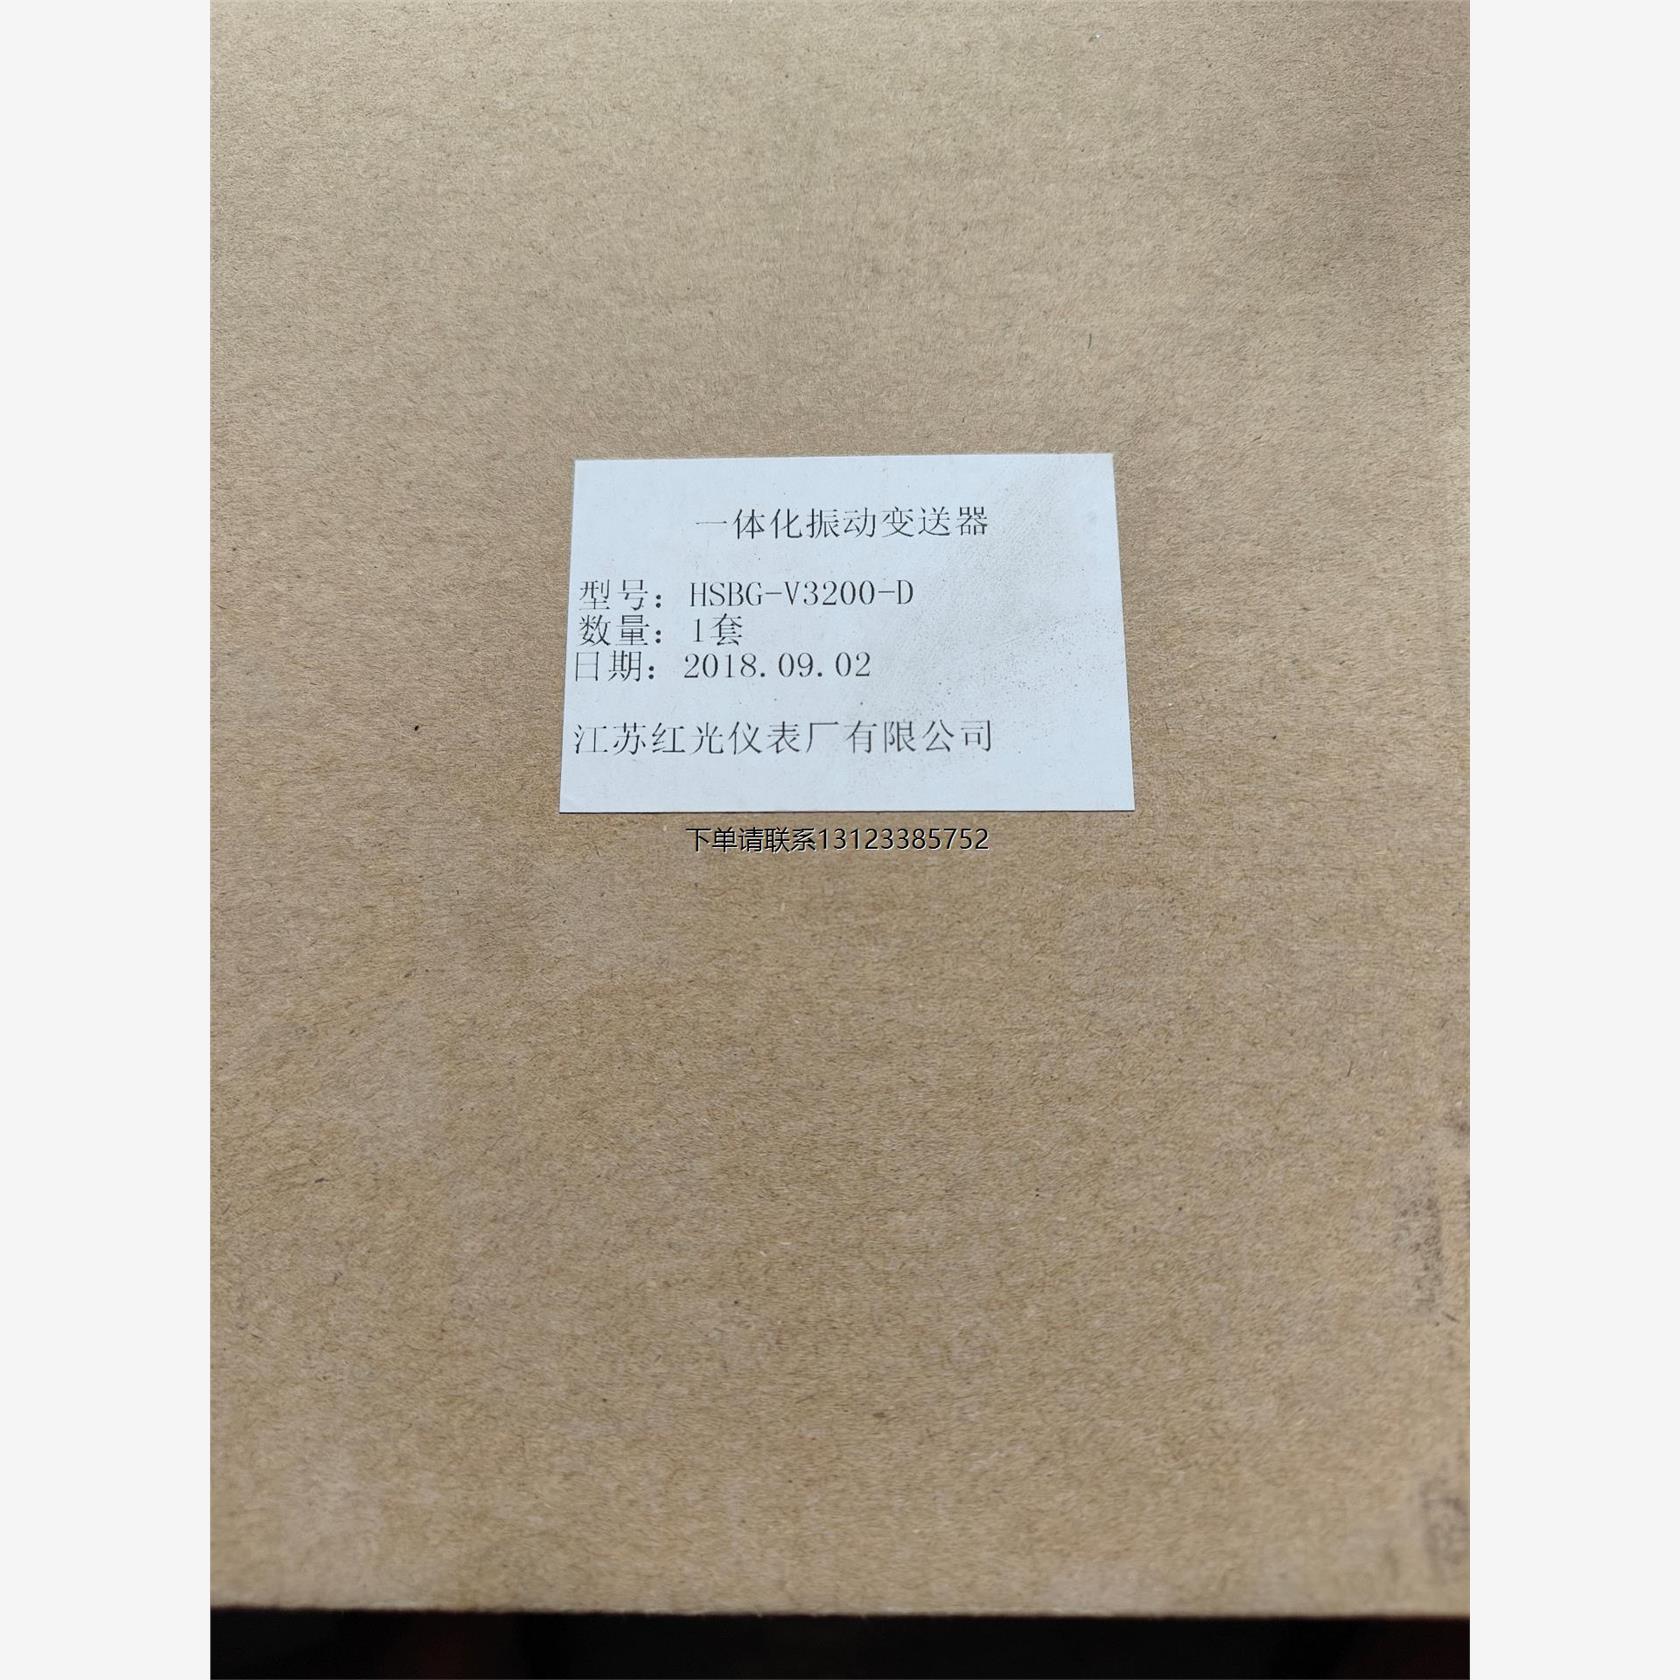 一体化振动变送器
型号：HSBG-V3200-D
数量：1套
日期：2018.09.02
江苏红光仪表厂有限公司
下单请联系13123385752